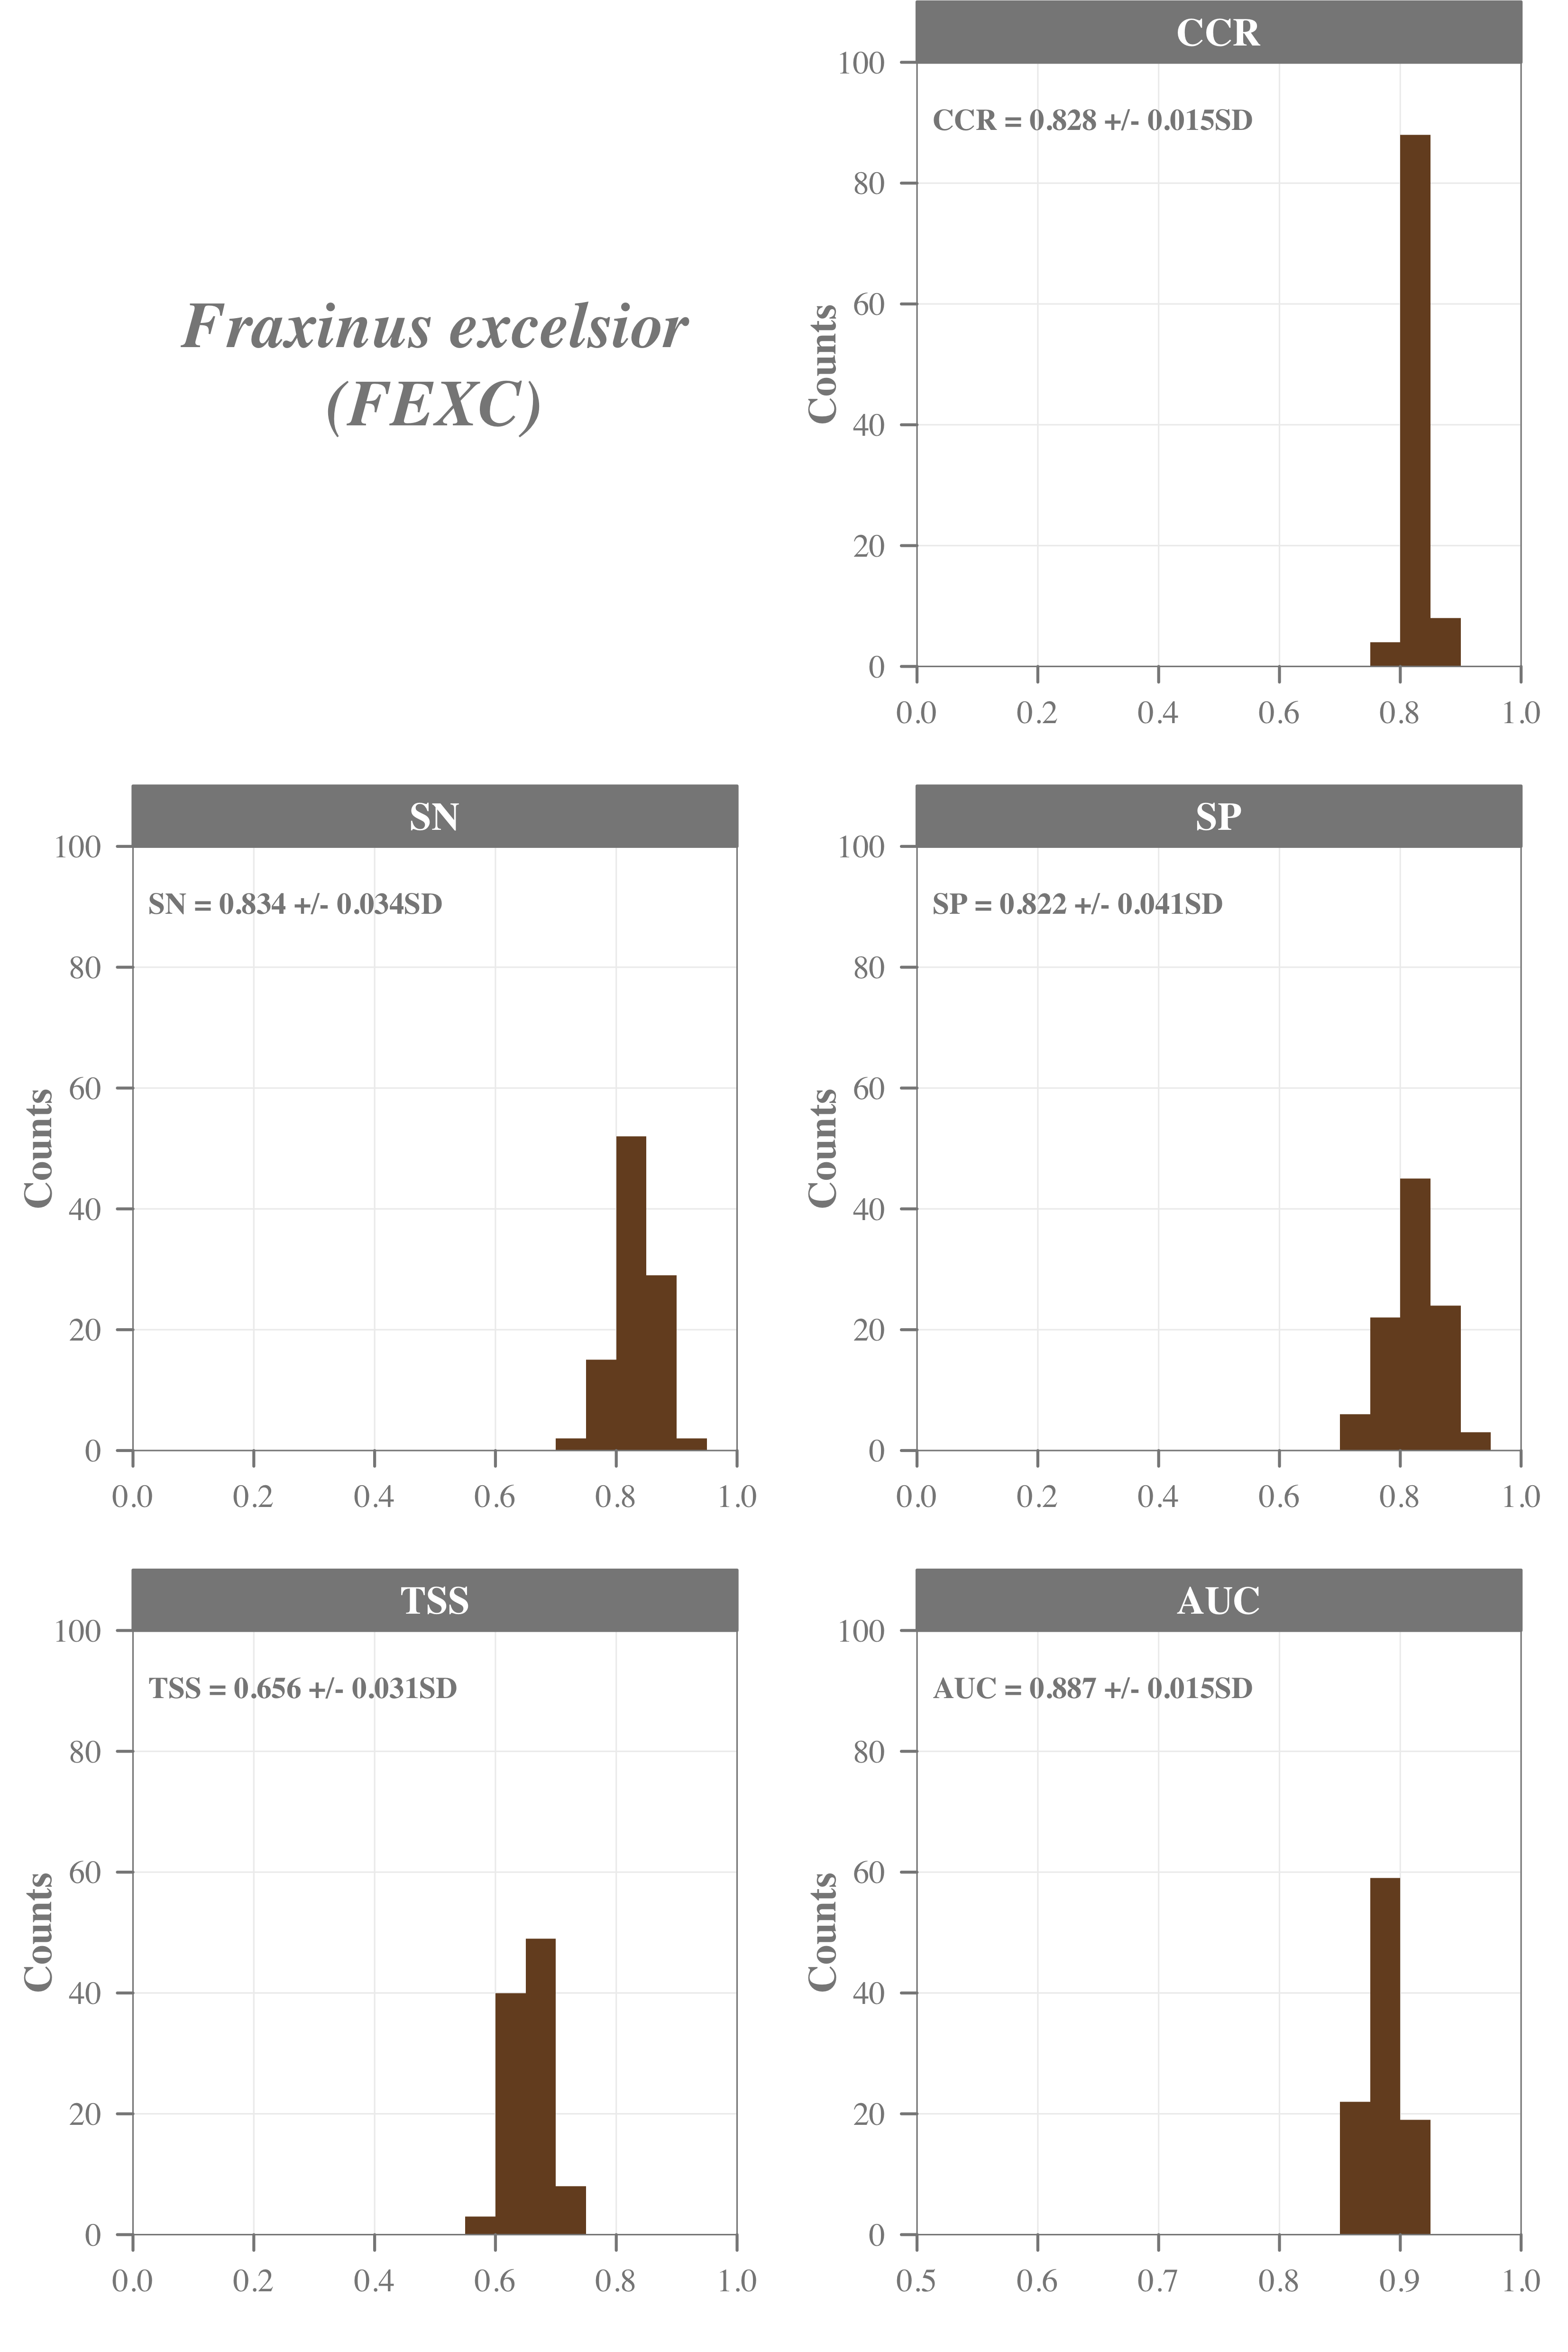 Fraxinus excelsior
(FEXC)
CCR
CCR = 0.828 +/- 0.015SD
Counts
100
80
60
40
20
0
0.0 0.2 0.4 0.6 0.8 1.0
SN
SN = 0.834 +/- 0.034SD
Counts
100
80
60
40
20
0
0.0 0.2 0.4 0.6 0.8 1.0
SP
SP = 0.822 +/- 0.041SD
Counts
100
80
60
40
20
0
0.0 0.2 0.4 0.6 0.8 1.0
TSS
TSS = 0.656 +/- 0.031SD
Counts
100
80
60
40
20
0
0.0 0.2 0.4 0.6 0.8 1.0
AUC
AUC = 0.887 +/- 0.015SD
Counts
100
80
60
40
20
0
0.5 0.6 0.7 0.8 0.9 1.0